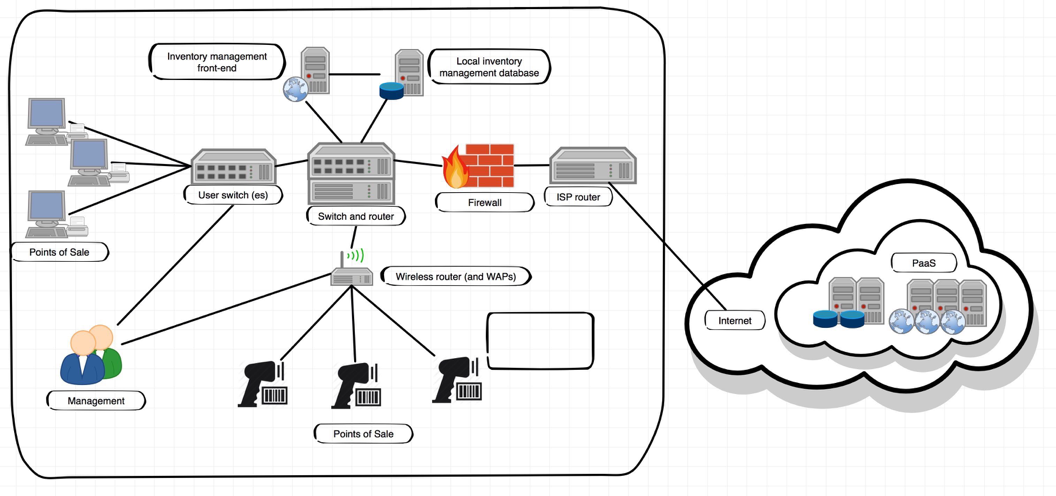 Inventory management
front-end
Local inventory
management database
User switch (es)
Switch and router
Firewall
ISP router
Points of Sale
Wireless router (and WAPs)
PaaS
Internet
Management
Points of Sale